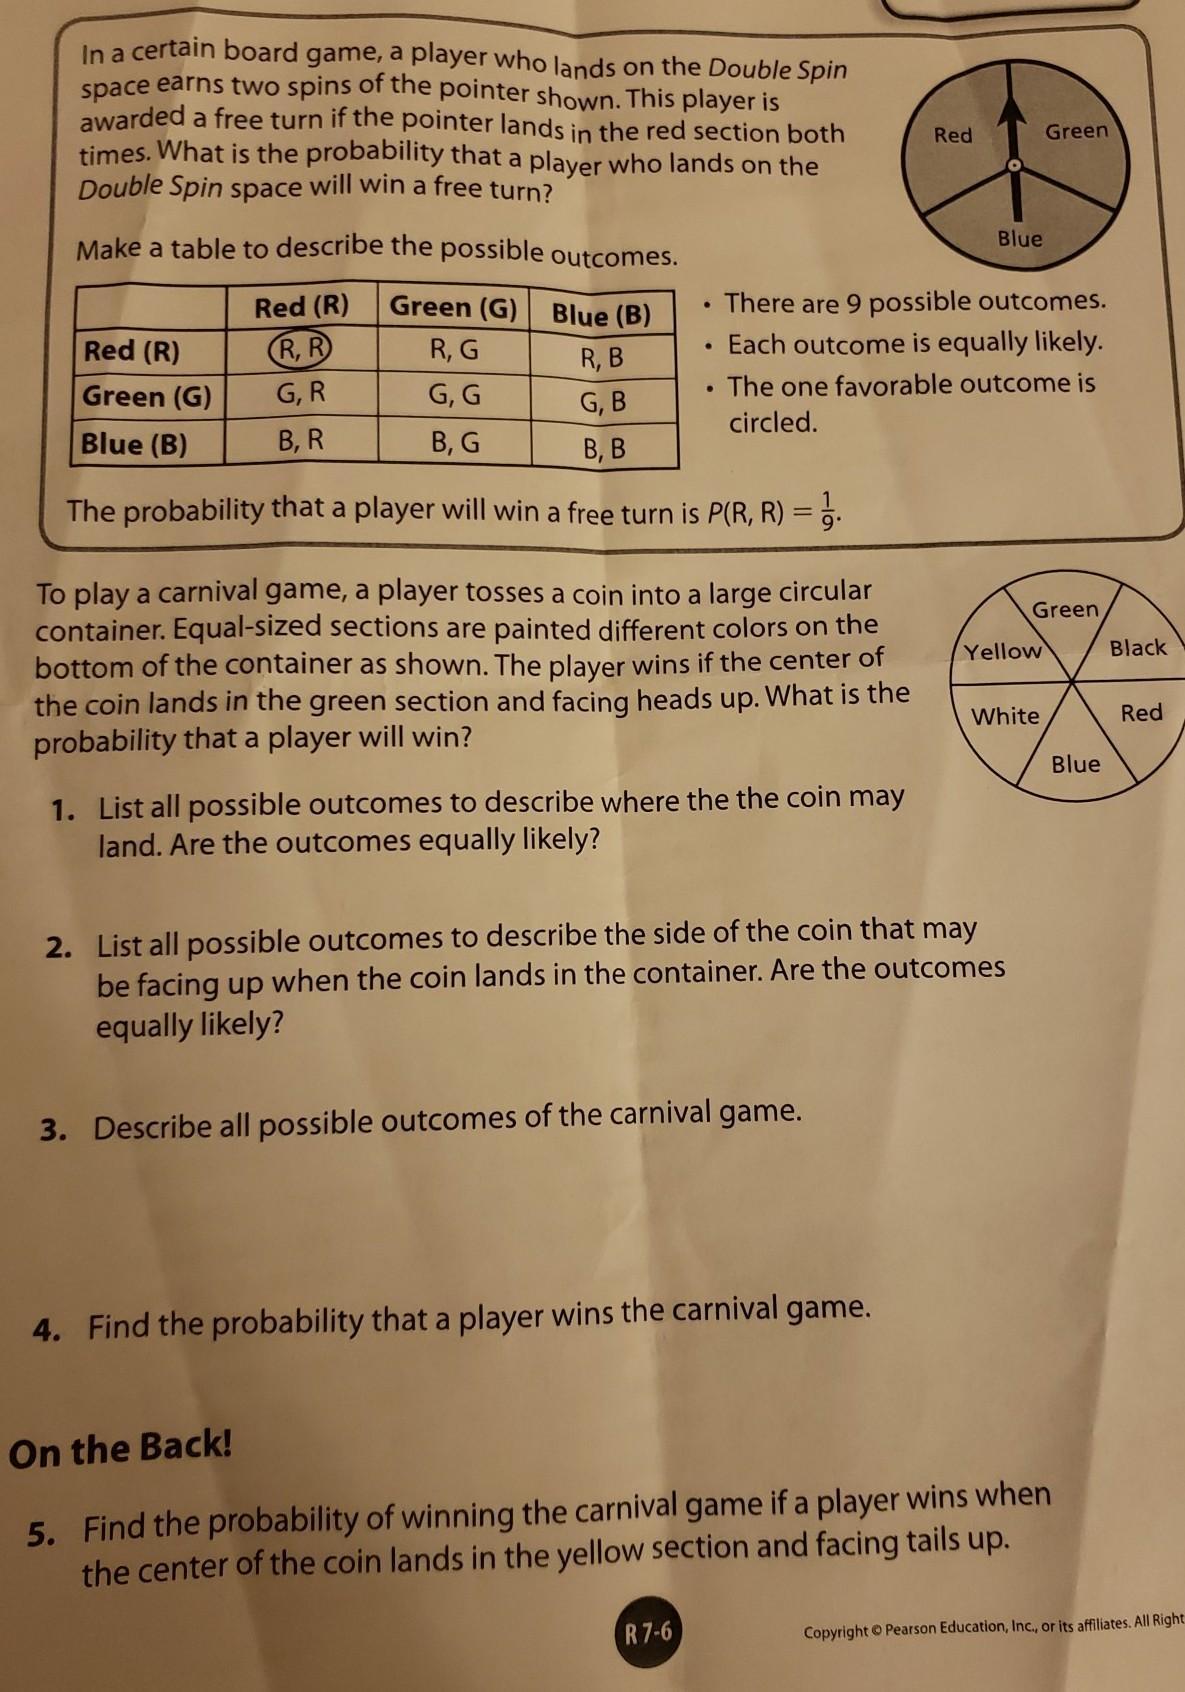 In a certain board game, a player who lands on the Double Spin
space earns two spins of the pointer shown. This player is
awarded a free turn if the pointer lands in the red section both
times. What is the probability that a player who lands on the
Double Spin space will win a free turn?
Red
Green
Blue
Make a table to describe the possible outcomes.
Red (R) Green (G) Blue (B)
Red (R) R, R R, G R, B
Green (G) G, R G, G G, B
Blue (B) B, R B, G B, B
• There are 9 possible outcomes.
• Each outcome is equally likely.
• The one favorable outcome is
circled.
The probability that a player will win a free turn is P(R, R) = 1/9.
To play a carnival game, a player tosses a coin into a large circular
container. Equal-sized sections are painted different colors on the
bottom of the container as shown. The player wins if the center of
the coin lands in the green section and facing heads up. What is the
probability that a player will win?
Green
Yellow
Black
White
Red
Blue
1. List all possible outcomes to describe where the the coin may
land. Are the outcomes equally likely?
2. List all possible outcomes to describe the side of the coin that may
be facing up when the coin lands in the container. Are the outcomes
equally likely?
3. Describe all possible outcomes of the carnival game.
4. Find the probability that a player wins the carnival game.
On the Back!
5. Find the probability of winning the carnival game if a player wins when
the center of the coin lands in the yellow section and facing tails up.
R 7-6
Copyright © Pearson Education, Inc., or its affiliates. All Right